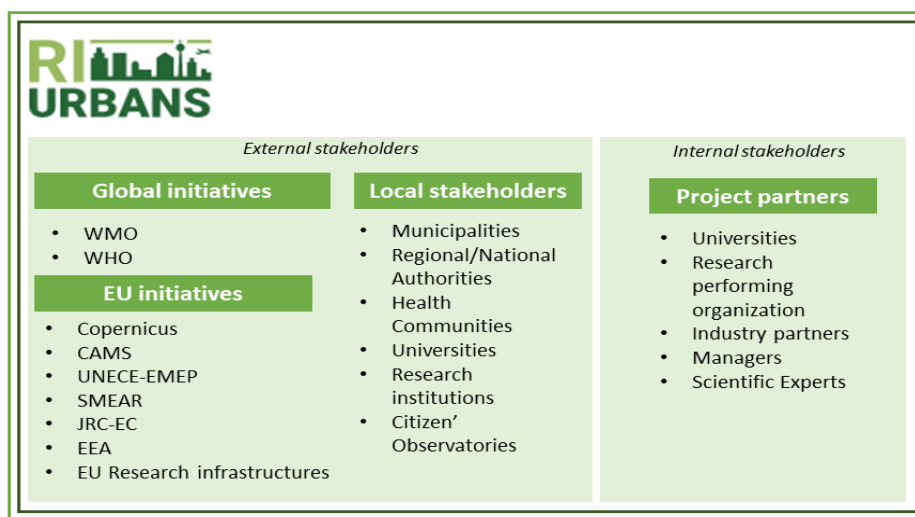 RI
URBANS
External stakeholders
Global initiatives
• WMO
• WHO
EU initiatives
• Copernicus
• CAMS
• UNECE-EMEP
• SMEAR
• JRC-EC
• EEA
• EU Research infrastructures
Local stakeholders
• Municipalities
• Regional/National
Authorities
• Health
Communities
• Universities
• Research
institutions
• Citizen’
Observatories
Internal stakeholders
Project partners
• Universities
• Research
performing
organization
• Industry partners
• Managers
• Scientific Experts